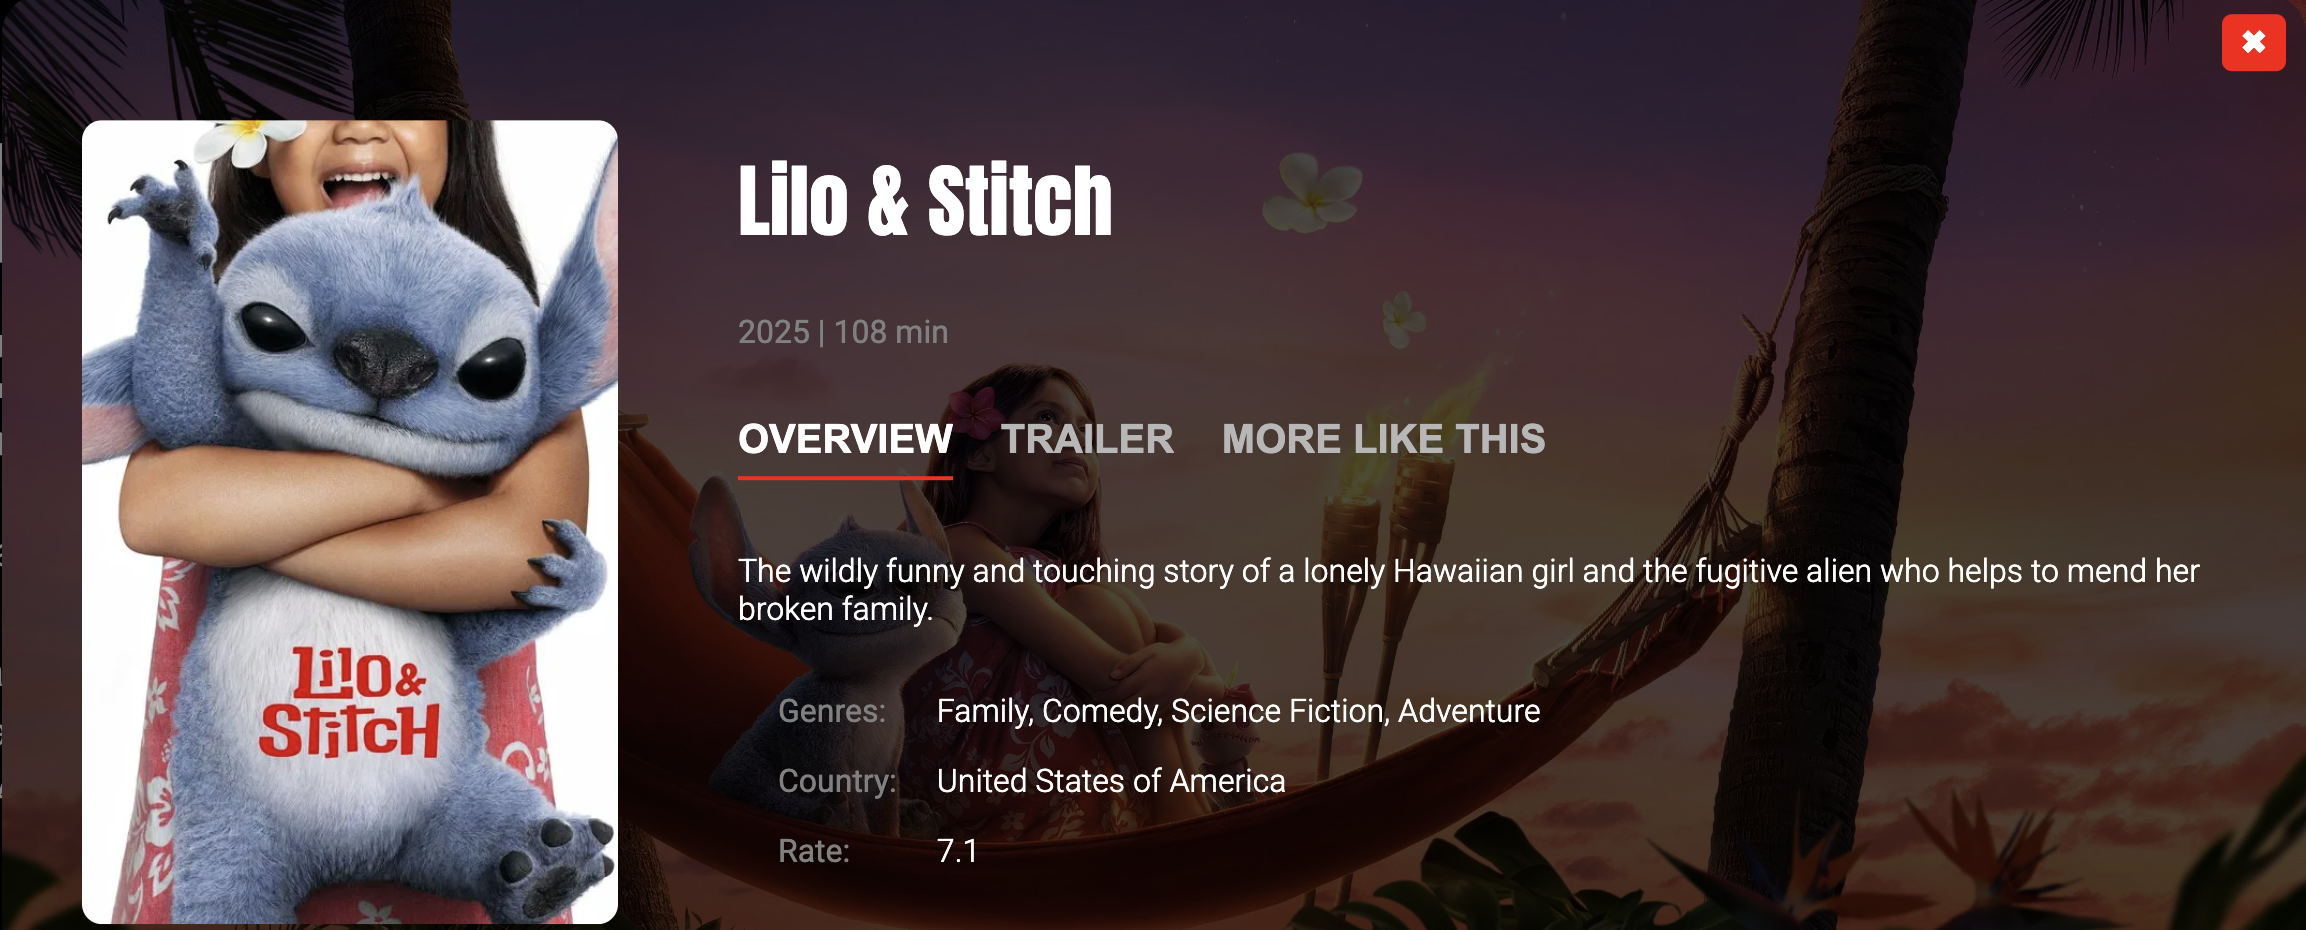 ✖
Lilo & Stitch
2025 | 108 min
OVERVIEW TRAILER MORE LIKE THIS
The wildly funny and touching story of a lonely Hawaiian girl and the fugitive alien who helps to mend her
broken family.
Genres: Family, Comedy, Science Fiction, Adventure
Country: United States of America
Rate: 7.1
Lilo &
Stitch